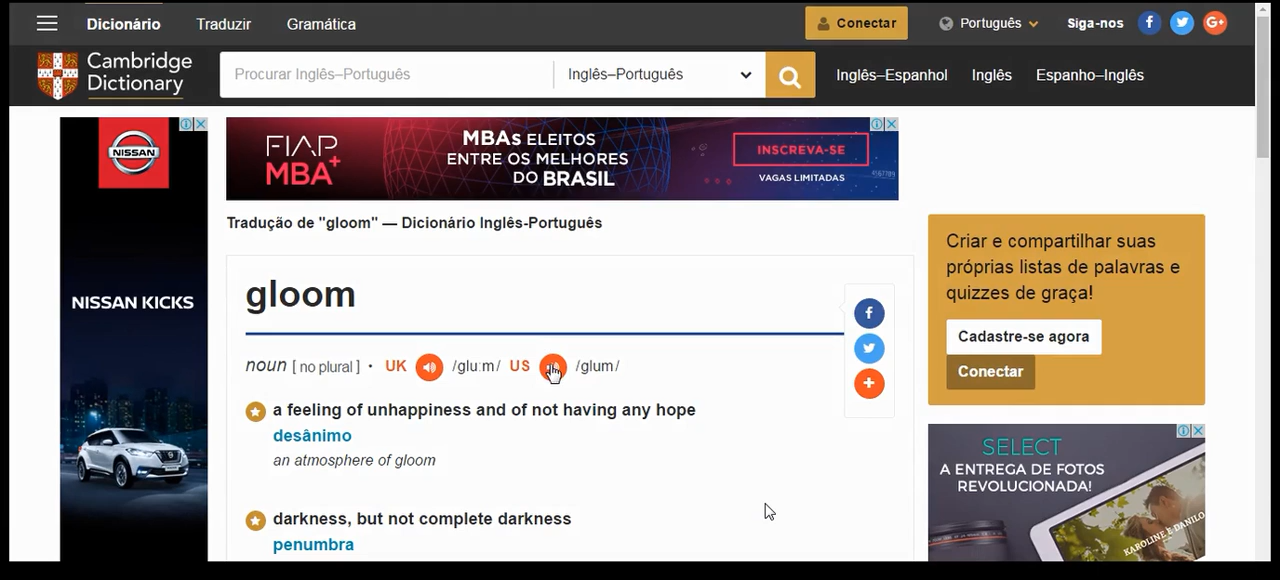 Dicionário Traduzir Gramática Conectar Português Siga-nos
Cambridge
Dictionary
Procurar Inglês–Português Inglês–Português Inglês–Espanhol Inglês Espanho–Inglês
NISSAN
NISSAN KICKS
FIAP
MBA+
MBAs ELEITOS
ENTRE OS MELHORES
DO BRASIL
INSCREVA-SE
VAGAS LIMITADAS
Tradução de "gloom" — Dicionário Inglês-Português
gloom
noun [ no plural ] • UK /gluːm/ US /glum/
a feeling of unhappiness and of not having any hope
desânimo
an atmosphere of gloom
darkness, but not complete darkness
penumbra
Criar e compartilhar suas
próprias listas de palavras e
quizzes de graça!
Cadastre-se agora
Conectar
SELECT
A ENTREGA DE FOTOS
REVOLUCIONADA!
KAROLINE E DANILO